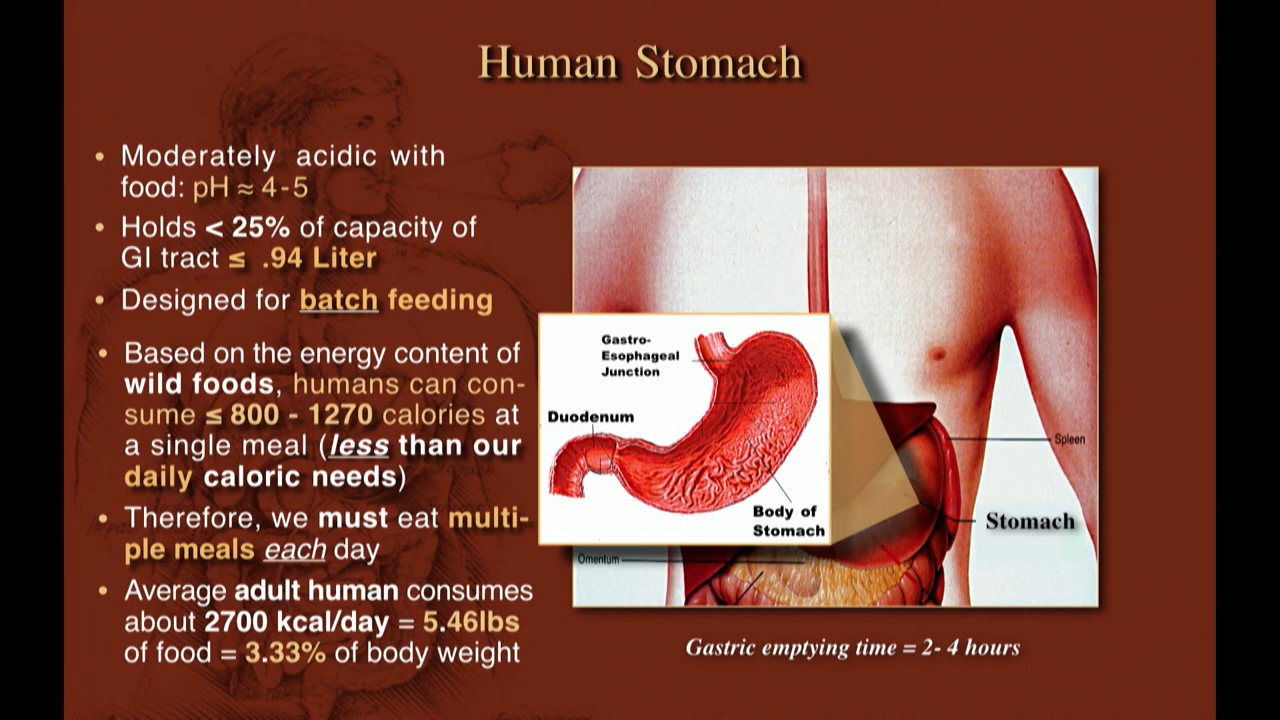 Human Stomach
• Moderately acidic with
food: pH ≈ 4-5
• Holds < 25% of capacity of
GI tract ≤ .94 Liter
• Designed for batch feeding
• Based on the energy content of
wild foods, humans can con-
sume ≤ 800 - 1270 calories at
a single meal (less than our
daily caloric needs)
• Therefore, we must eat multi-
ple meals each day
• Average adult human consumes
about 2700 kcal/day = 5.46lbs
of food = 3.33% of body weight
Gastro-
Esophageal
Junction
Duodenum
Body of
Stomach
Spleen
Stomach
Omentum
Gastric emptying time = 2- 4 hours